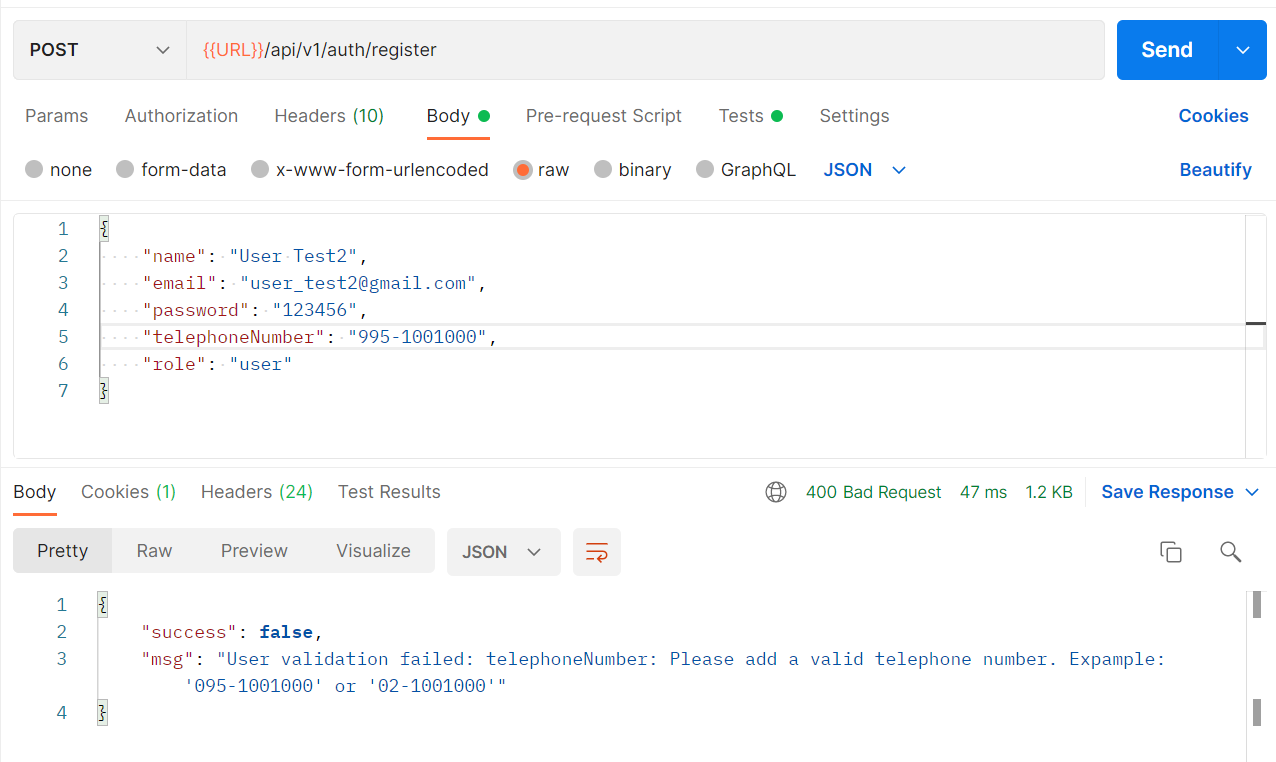 POST {{URL}}/api/v1/auth/register Send
Params Authorization Headers (10) Body Pre-request Script Tests Settings Cookies
none form-data x-www-form-urlencoded raw binary GraphQL JSON Beautify
1 {
2 "name": "User Test2",
3 "email": "user_test2@gmail.com",
4 "password": "123456",
5 "telephoneNumber": "995-1001000",
6 "role": "user"
7 }
Body Cookies (1) Headers (24) Test Results 400 Bad Request 47 ms 1.2 KB Save Response
Pretty Raw Preview Visualize JSON
1 {
2 "success": false,
3 "msg": "User validation failed: telephoneNumber: Please add a valid telephone number. Expample:
'095-1001000' or '02-1001000'"
4 }